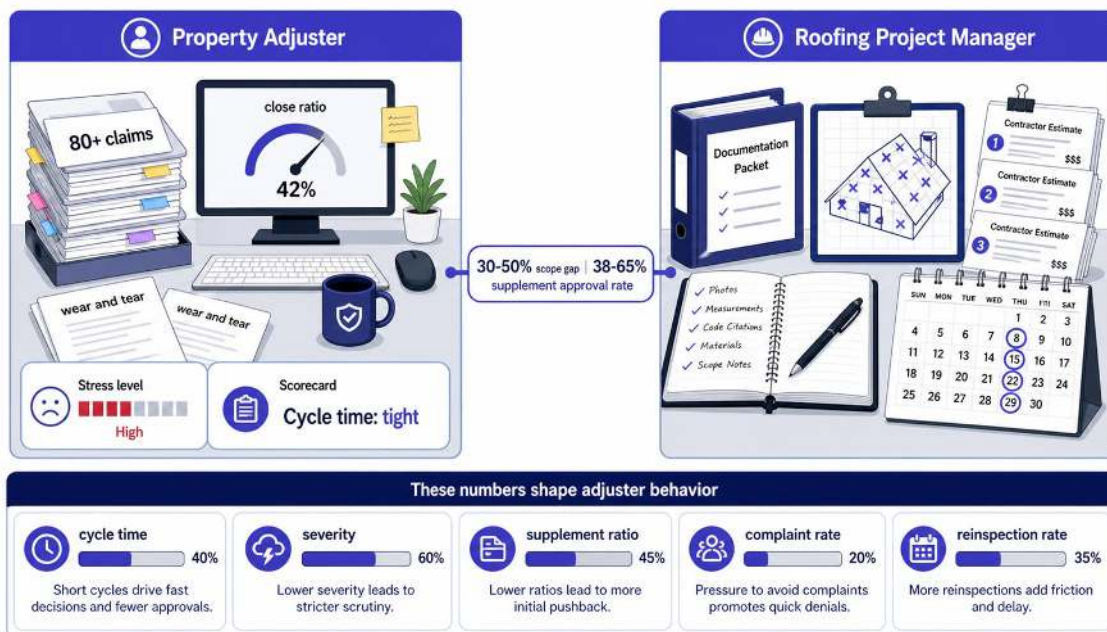 Property Adjuster
80+ claims
close ratio
42%
wear and tear
wear and tear
Stress level
High
Scorecard
Cycle time: tight
30-50% scope gap | 38-65%
supplement approval rate
Roofing Project Manager
Documentation
Packet
Contractor Estimate
1
$$$
Contractor Estimate
2
$$$
Contractor Estimate
3
$$$
Photos
Measurements
Code Citations
Materials
Scope Notes
SUN MON TUE WED THU SAT
1 2 3
4 5 6 7 8 9 10
11 12 13 14 15 16 17
18 19 20 21 22 23 24
25 26 27 28 29 30
These numbers shape adjuster behavior
cycle time
40%
Short cycles drive fast
decisions and fewer approvals.
severity
60%
Lower severity leads to
stricter scrutiny.
supplement ratio
45%
Lower ratios lead to more
initial pushback.
complaint rate
20%
Pressure to avoid complaints
promotes quick denials.
reinspection rate
35%
More reinspections add friction
and delay.